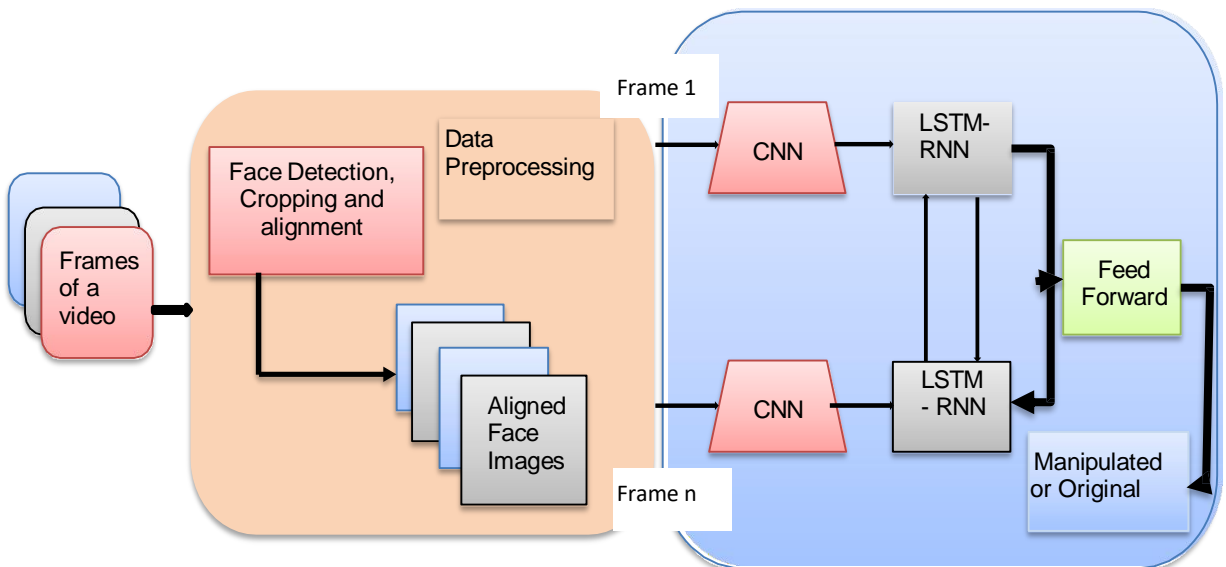 Frames
of a
video
Face Detection,
Cropping and
alignment
Data
Preprocessing
Aligned
Face
Images
Frame 1
CNN
LSTM-
RNN
Feed
Forward
Frame n
CNN
LSTM
- RNN
Manipulated
or Original